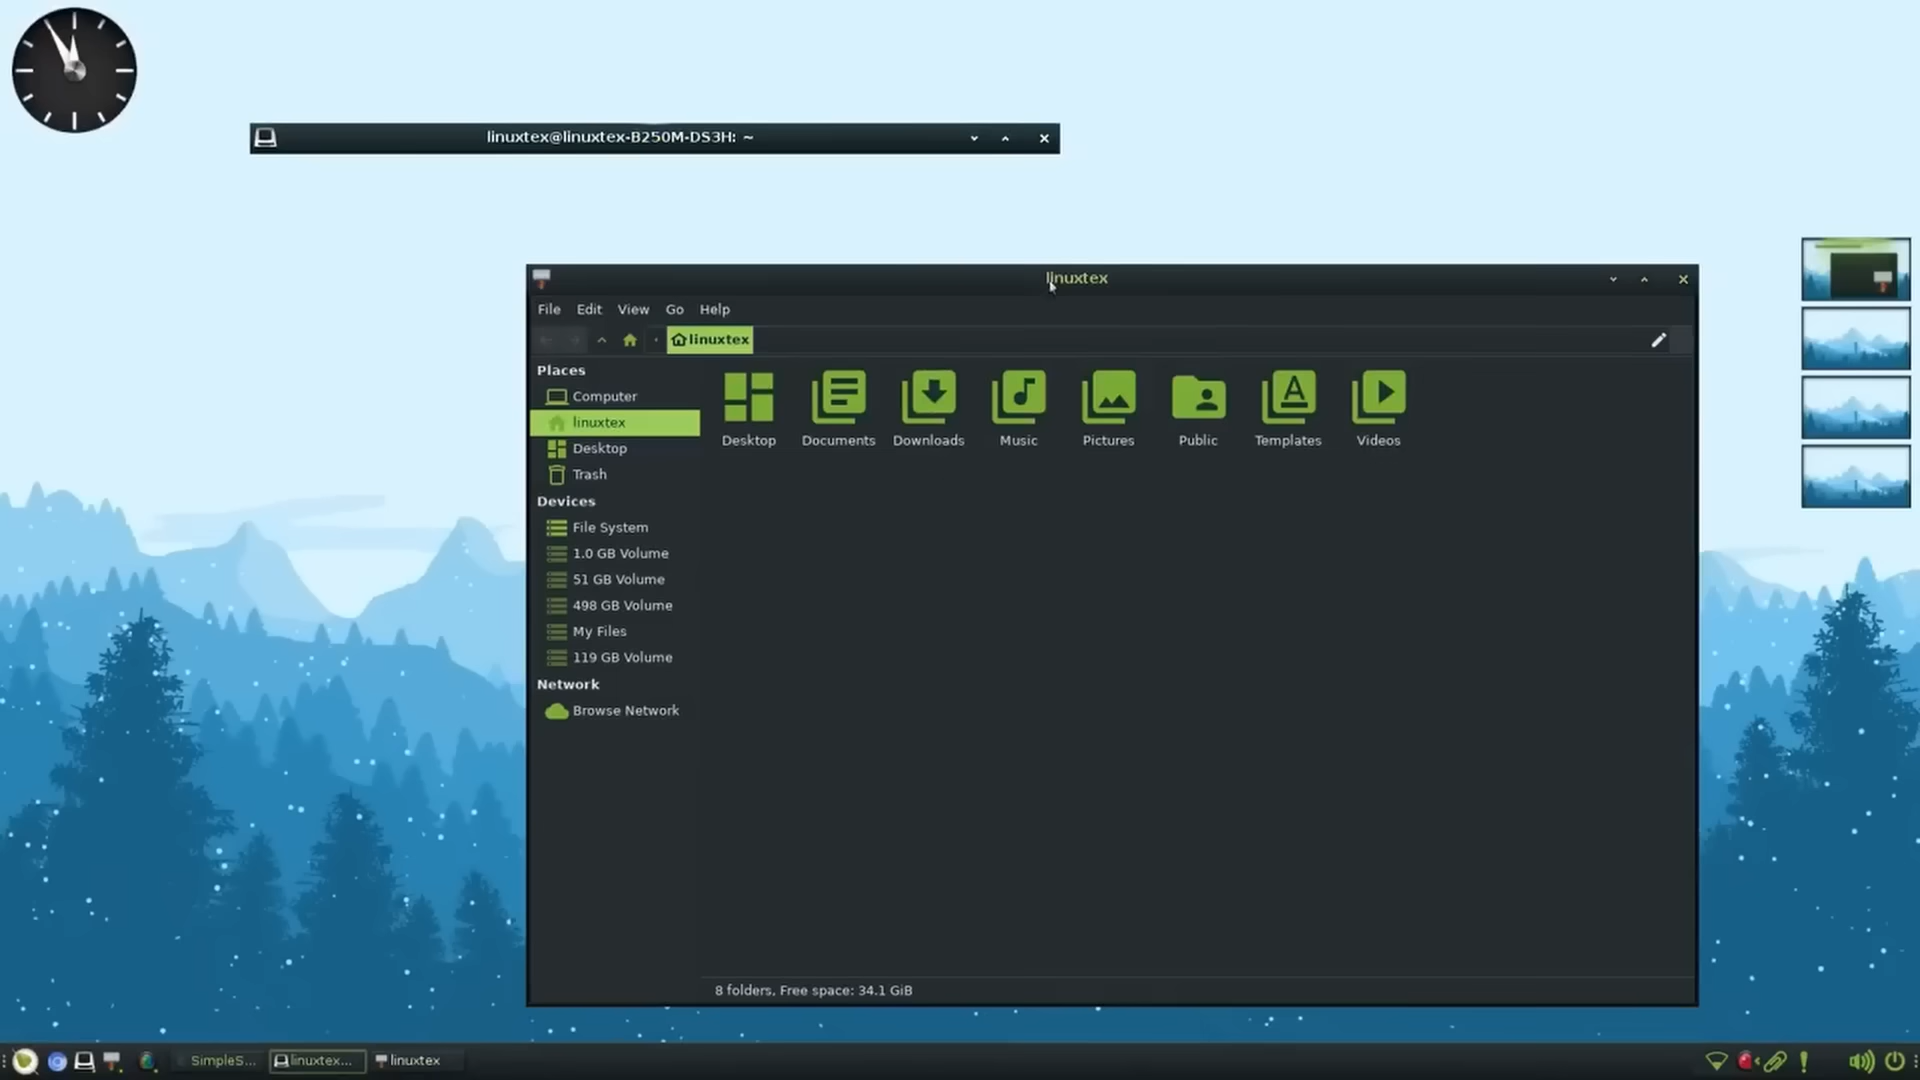 linuxtex@linuxtex-B250M-DS3H: ~
linuxtex
File Edit View Go Help
linuxtex
Places
Computer
linuxtex
Desktop
Trash
Devices
File System
1.0 GB Volume
51 GB Volume
498 GB Volume
My Files
119 GB Volume
Network
Browse Network
Desktop Documents Downloads Music Pictures Public Templates Videos
8 folders, Free space: 34.1 GiB
SimpleS... linuxtex... linuxtex